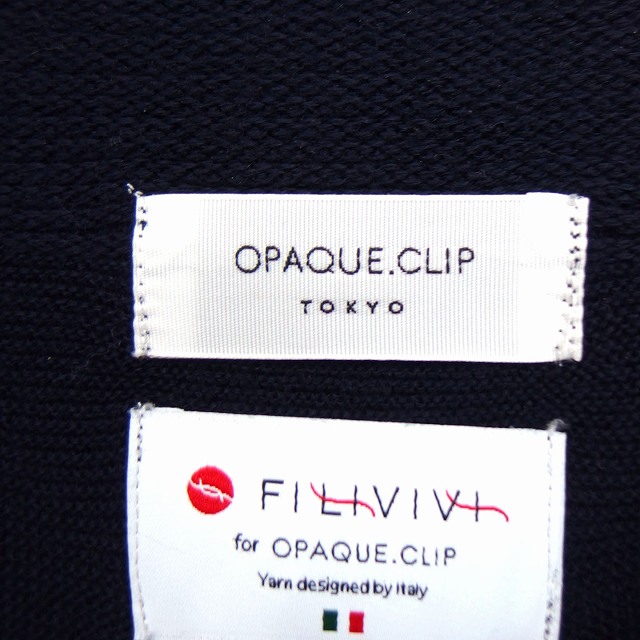 OPAQUE.CLIP
TOKYO
FILIVIVI
for OPAQUE.CLIP
Yarn designed by Italy